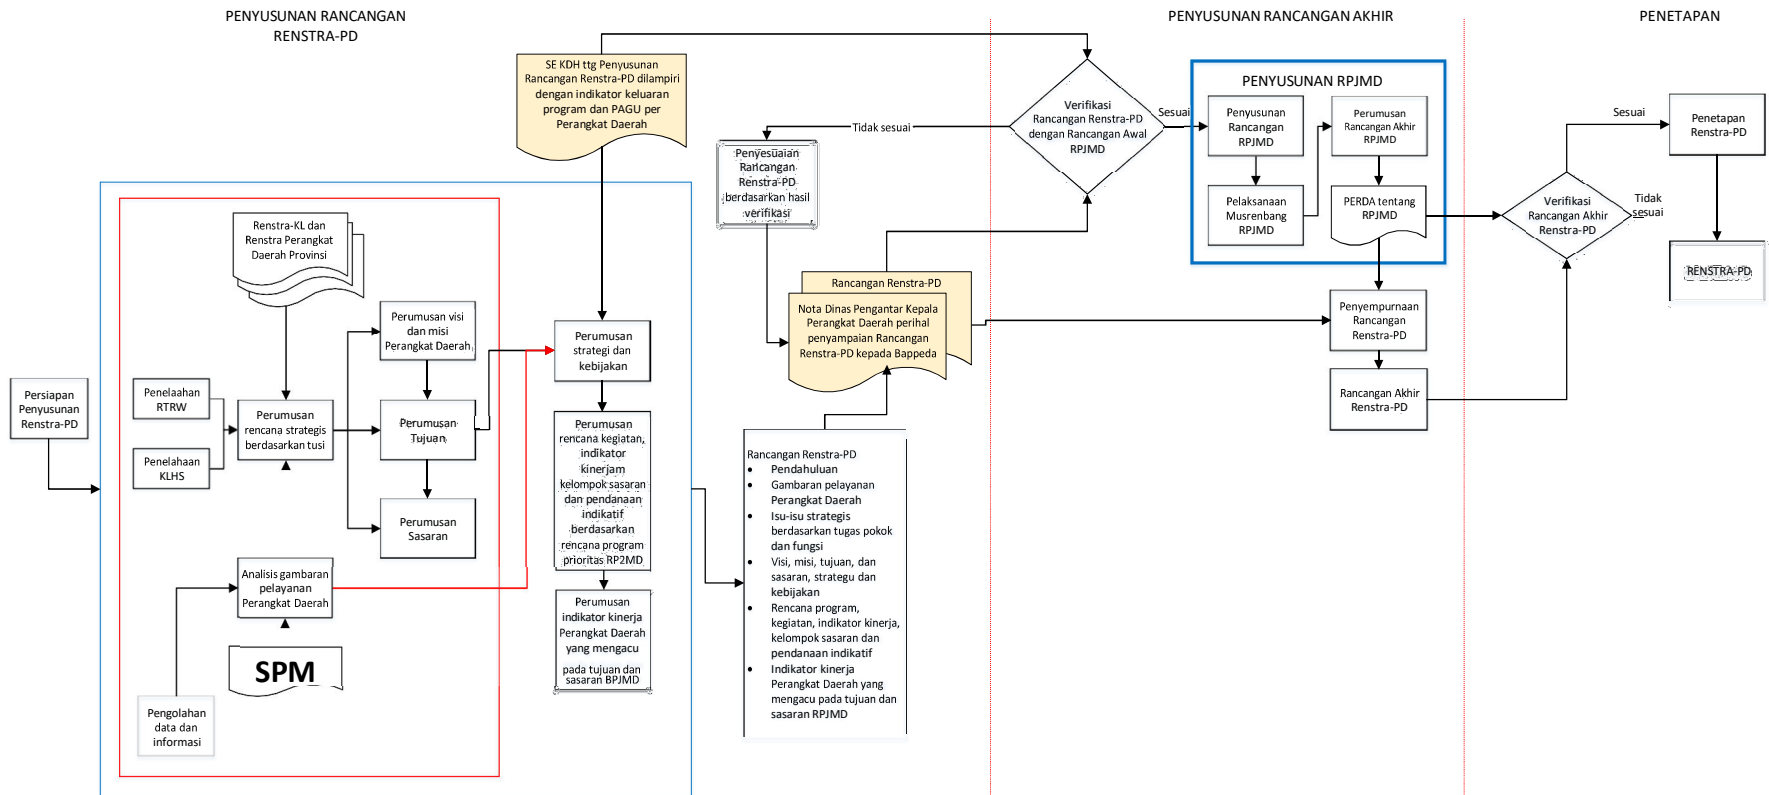 PENYUSUNAN RANCANGAN
RENSTRA-PD
PENYUSUNAN RANCANGAN AKHIR
PENETAPAN
SE KDH ttg Penyusunan
Rancangan Renstra-PD dilampiri
dengan indikator keluaran
program dan PAGU per
Perangkat Daerah
Tidak sesuai
Penyesuaian
Rancangan
Renstra-PD
berdasarkan hasil
verifikasi
Verifikasi
Rancangan Renstra-PD
dengan Rancangan Awal
RPJMD
Sesuai
PENYUSUNAN RPJMD
Penyusunan
Rancangan
RPJMD
Perumusan
Rancangan Akhir
RPJMD
Pelaksanaan
Musrenbang
RPJMD
PERDA tentang
RPJMD
Sesuai
Penetapan
Renstra-PD
Verifikasi
Rancangan Akhir
Renstra-PD
Tidak
sesuai
RENSTRA-PD
Renstra-KL dan
Renstra Perangkat
Daerah Provinsi
Perumusan visi
dan misi
Perangkat Daerah
Persiapan
Penyusunan
Renstra-PD
Penelaahan
RTRW
Penelahaan
KLHS
Perumusan
rencana strategis
berdasarkan tusi
Perumusan
Tujuan
Perumusan
Sasaran
Analisis gambaran
pelayanan
Perangkat Daerah
SPM
Pengolahan
data dan
informasi
Perumusan
strategi dan
kebijakan
Perumusan
rencana kegiatan,
indikator
kinerjam
kelompok sasaran
dan pendanaan
indikatif
berdasarkan
rencana program
prioritas RP2MD
Perumusan
indikator kinerja
Perangkat Daerah
yang mengacu
pada tujuan dan
sasaran BPJMD
Rancangan Renstra-PD
Nota Dinas Pengantar Kepala
Perangkat Daerah perihal
penyampaian Rancangan
Renstra-PD kepada Bappeda
Rancangan Renstra-PD
• Pendahuluan
• Gambaran pelayanan
Perangkat Daerah
• Isu-isu strategis
berdasarkan tugas pokok
dan fungsi
• Visi, misi, tujuan, dan
sasaran, strategu dan
kebijakan
• Rencana program,
kegiatan, indikator kinerja,
kelompok sasaran dan
pendanaan indikatif
• Indikator kinerja
Perangkat Daerah yang
mengacu pada tujuan dan
sasaran RPJMD
Penyempurnaan
Rancangan
Renstra-PD
Rancangan Akhir
Renstra-PD